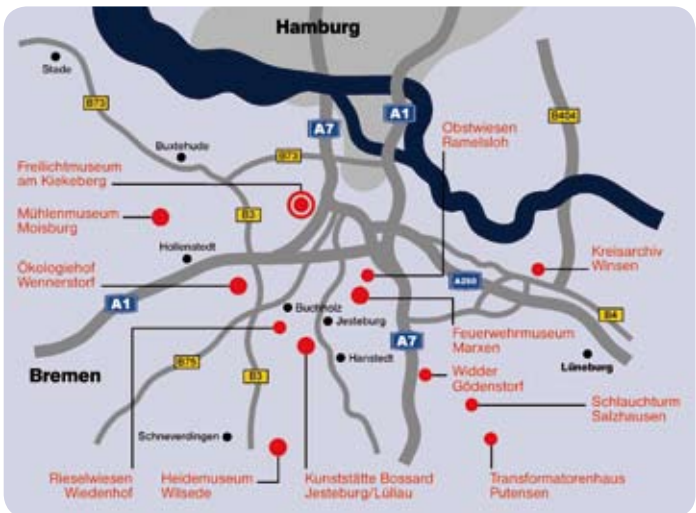 Hamburg
Stade
B73
A7
A1
B404
Obstwiesen
Ramelsloh
Buxtehude
B73
Freilichtmuseum
am Kiekeberg
Mühlenmuseum
Moisburg
B3
Hollenstedt
Kreisarchiv
Winsen
Ökologiehof
Wennerstorf
A250
A1
Buchholz
Jesteburg
B4
Feuerwehrmuseum
Marxen
A7
Hanstedt
Lüneburg
B75
Bremen
B3
Widder
Gödenstorf
Schlauchturm
Salzhausen
Schneverdingen
Rieselwiesen
Wiedenhof
Heidemuseum
Wilsede
Kunststätte Bossard
Jesteburg/Lüllau
Transformatorenhaus
Putensen